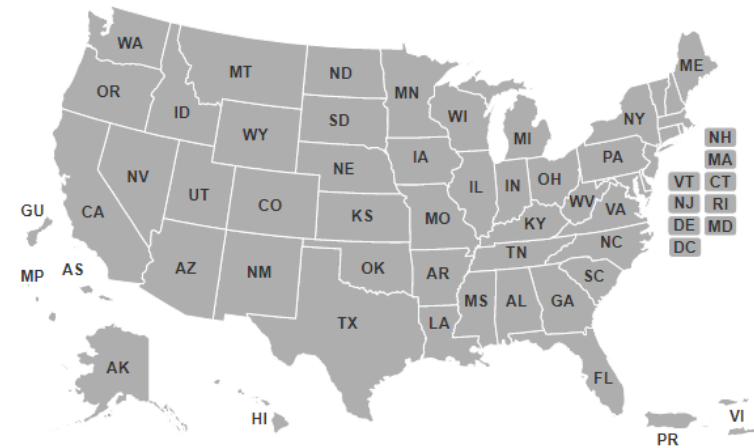 WA
MT
ND
MN
ME
OR
ID
SD
WI
NY
WY
MI
NH
IA
PA
MA
NE
NV
UT
IL
IN
OH
VT CT
CO
WV
NJ RI
GU
CA
KS
MO
KY
VA
DE MD
NC
DC
TN
MP
AS
AZ
NM
OK
AR
SC
MS
AL
GA
TX
LA
AK
FL
HI
VI
PR